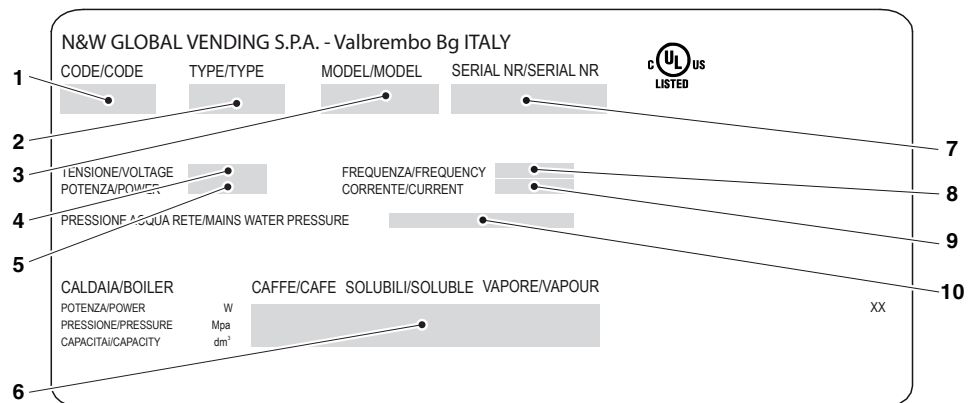 N&W GLOBAL VENDING S.P.A. - Valbrembo Bg ITALY
CODE/CODE TYPE/TYPE MODEL/MODEL SERIAL NR/SERIAL NR
C UL US
LISTED
1
2
3
7
TENSIONE/VOLTAGE FREQUENZA/FREQUENCY
POTENZA/POWER CORRENTE/CURRENT
4
8
PRESSIONE ACQUA RETE/MAINS WATER PRESSURE
9
5
CALDAIA/BOILER CAFFE/CAFE SOLUBILI/SOLUBLE VAPORE/VAPOUR
10
POTENZA/POWER W XX
PRESSIONE/PRESSURE Mpa
CAPACITAí/CAPACITY dm³
6